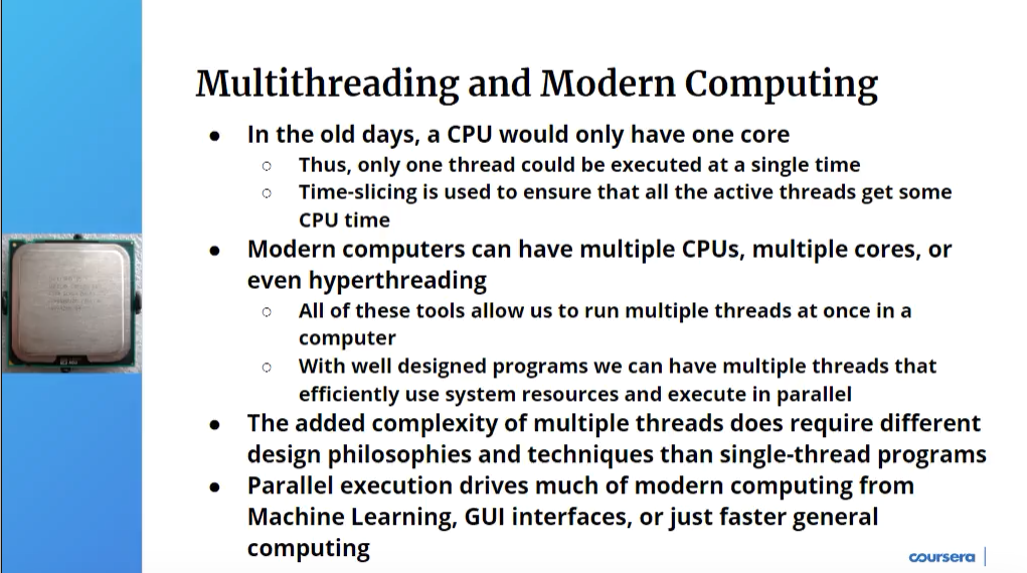 Multithreading and Modern Computing
● In the old days, a CPU would only have one core
○ Thus, only one thread could be executed at a single time
○ Time-slicing is used to ensure that all the active threads get some
CPU time
● Modern computers can have multiple CPUs, multiple cores, or
even hyperthreading
○ All of these tools allow us to run multiple threads at once in a
computer
○ With well designed programs we can have multiple threads that
efficiently use system resources and execute in parallel
● The added complexity of multiple threads does require different
design philosophies and techniques than single-thread programs
● Parallel execution drives much of modern computing from
Machine Learning, GUI interfaces, or just faster general
computing
coursera